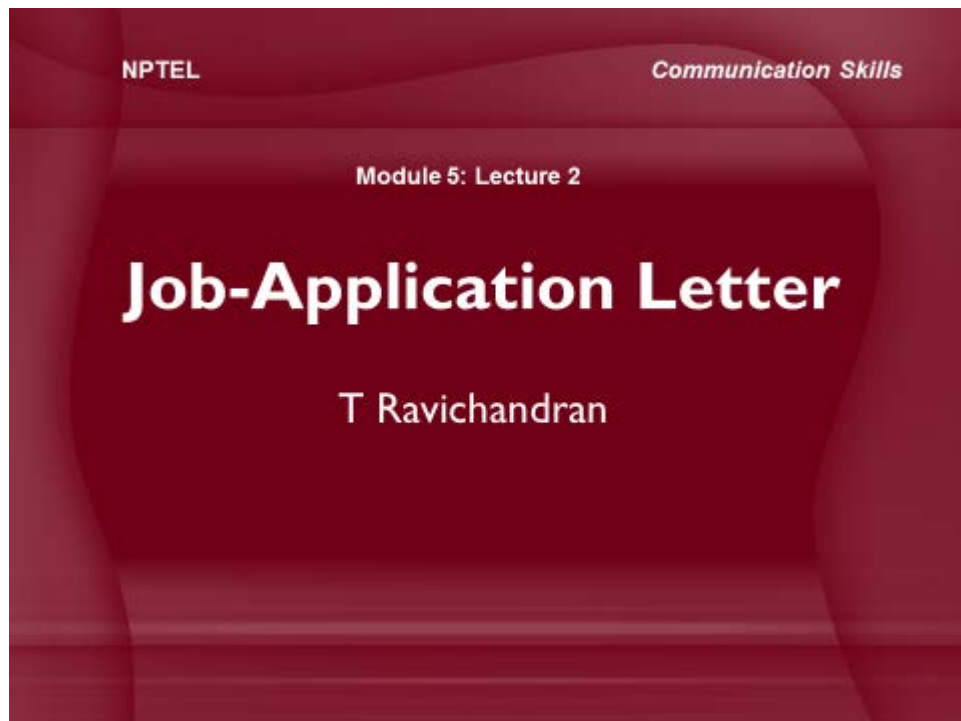 NPTEL
Communication Skills
Module 5: Lecture 2
Job-Application Letter
T Ravichandran